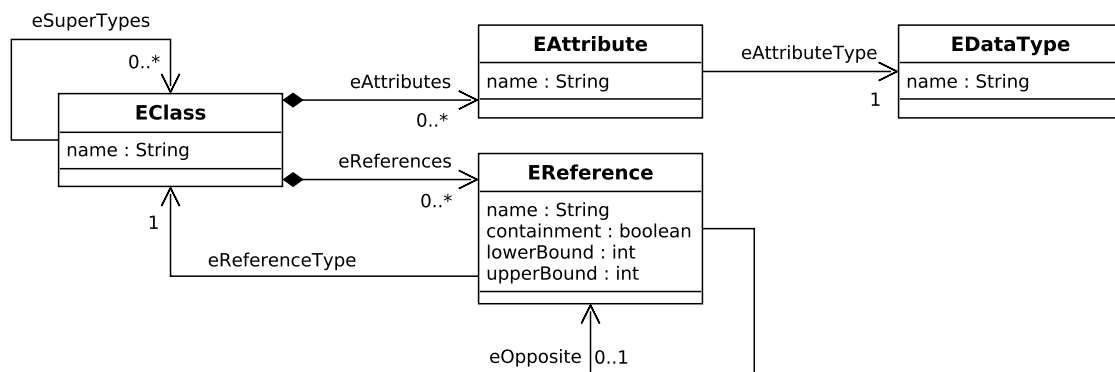 eSuperTypes
0..*
EClass
name : String
eAttributes
0..*
EAttribute
name : String
eAttributeType
1
EDataType
name : String
eReferences
0..*
EReference
name : String
containment : boolean
lowerBound : int
upperBound : int
1
eReferenceType
eOpposite
0..1